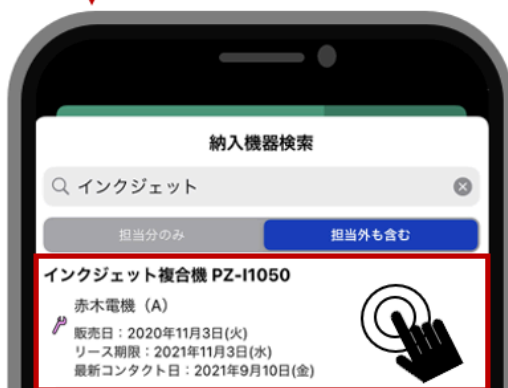 納入機器検索
インクジェット
担当分のみ
担当外も含む
インクジェット複合機 PZ-I1050
赤木電機（A）
販売日：2020年11月3日(火)
リース期限：2021年11月3日(水)
最新コンタクト日：2021年9月10日(金)